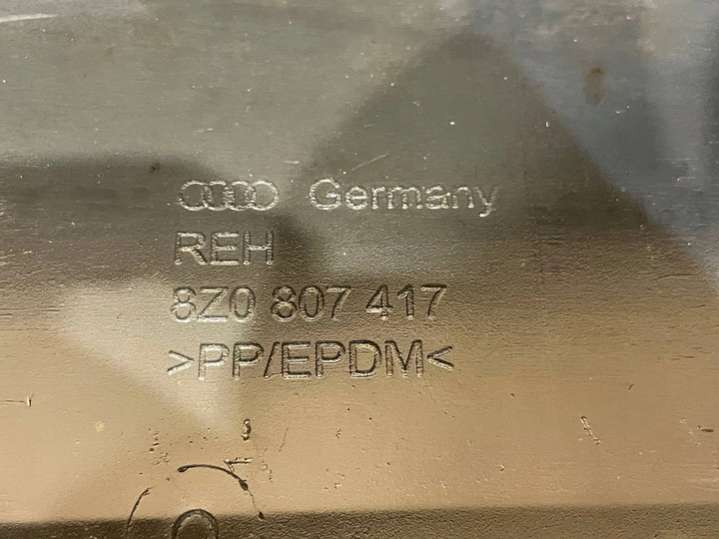 Germany
REH
8Z0 807 417
>PP/EPDM<